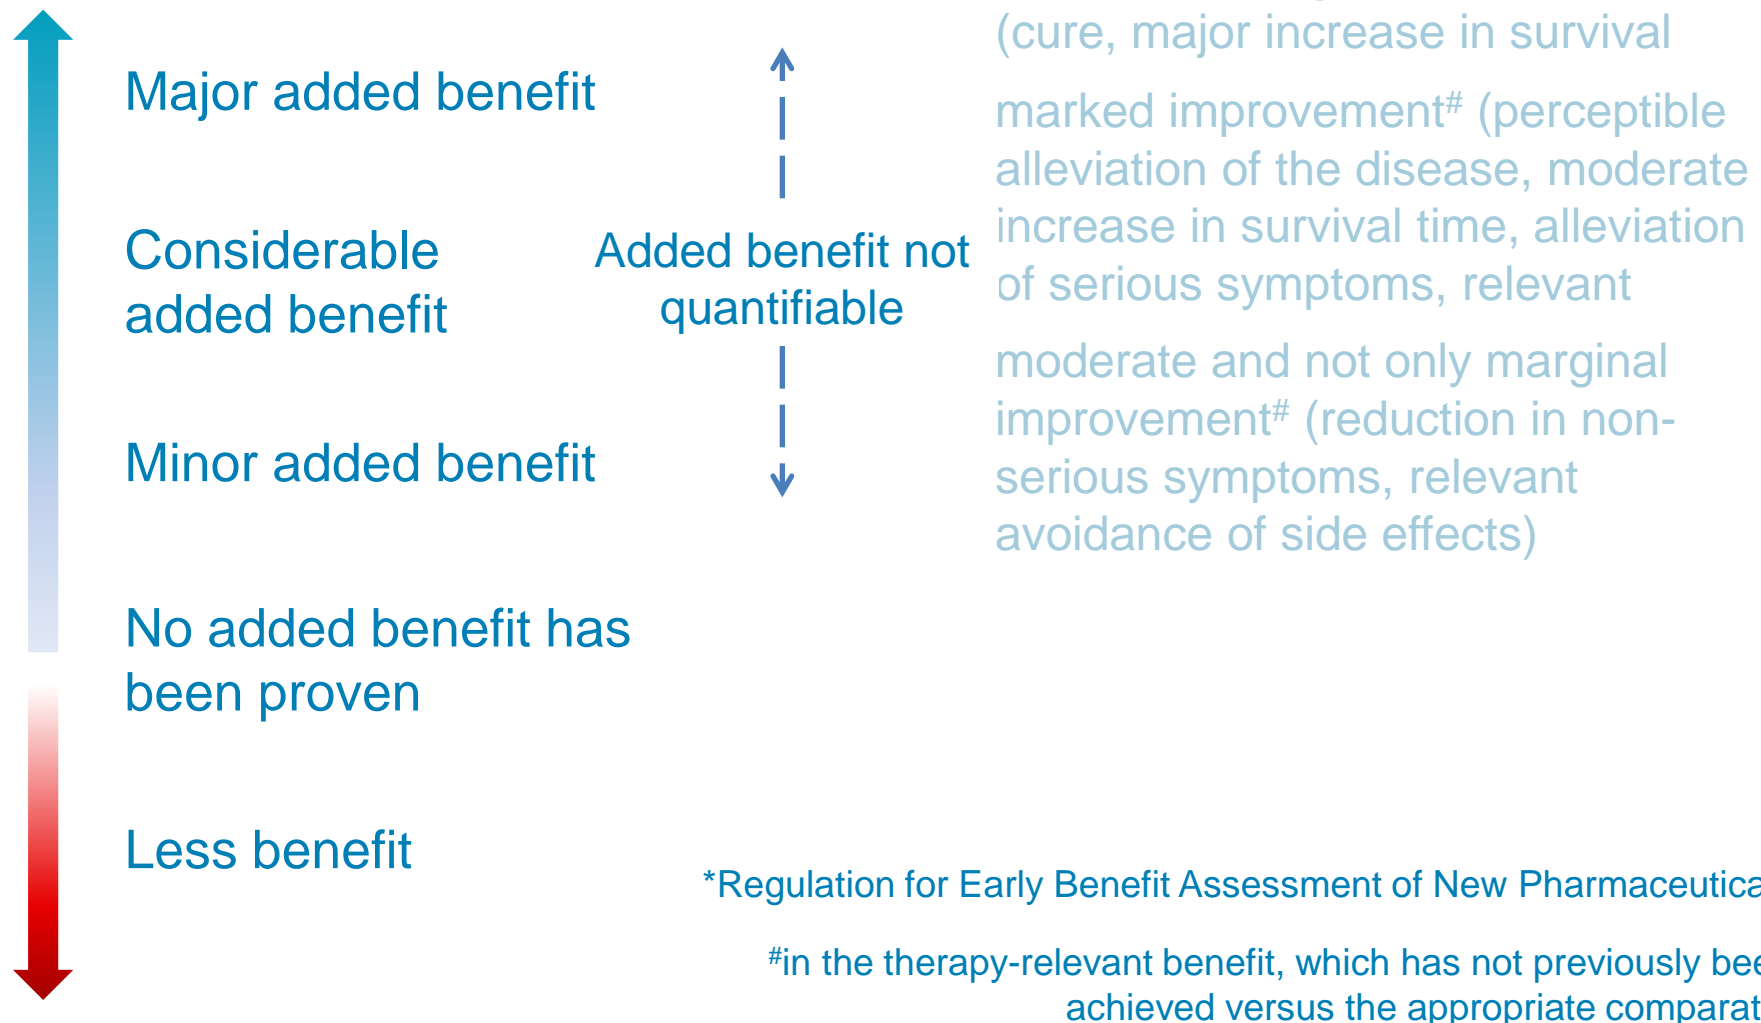 (cure, major increase in survival
Major added benefit
marked improvement# (perceptible
alleviation of the disease, moderate
increase in survival time, alleviation
of serious symptoms, relevant
Considerable
added benefit
Added benefit not
quantifiable
moderate and not only marginal
improvement# (reduction in non-
serious symptoms, relevant
avoidance of side effects)
Minor added benefit
No added benefit has
been proven
Less benefit
*Regulation for Early Benefit Assessment of New
#in the therapy-relevant benefit, which has not previously
achieved versus the appropriate